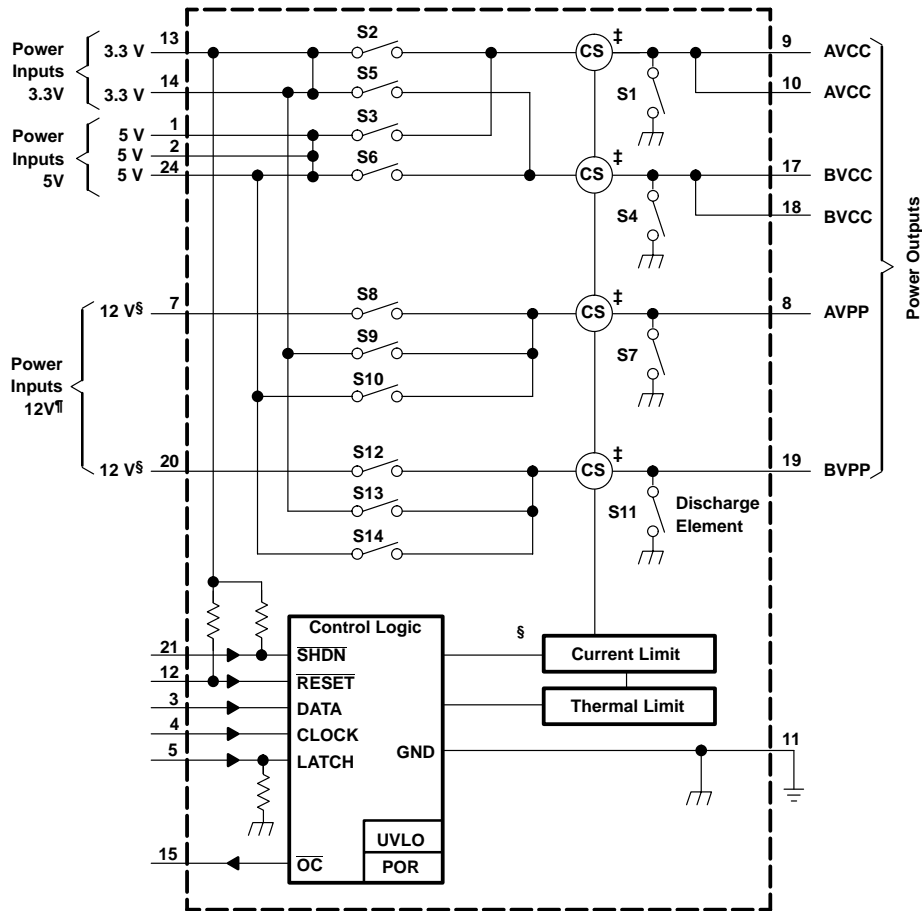 S2
13 3.3 V CS ‡ 9 AVCC
Power
Inputs
3.3V
14 3.3 V S5 S1 10 AVCC
1 5 V S3
Power
Inputs
5V
2 5 V
24 5 V S6 CS ‡ 17 BVCC
S4 18 BVCC
Power Outputs
12 V§ 7 S8 CS ‡ 8 AVPP
S9 S7
Power
Inputs
12V¶
S10
12 V§ 20 S12 CS ‡ 19 BVPP
S13 S11 Discharge
Element
S14
Control Logic §
21 SHDN Current Limit
12 RESET
3 DATA Thermal Limit
4 CLOCK
5 LATCH GND 11
UVLO
15 OC POR